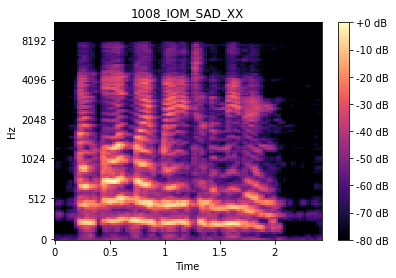 1008_IOM_SAD_XX
+0 dB
8192
-10 dB
4096
-20 dB
-30 dB
2048
Hz
-40 dB
1024
-50 dB
512
-60 dB
-70 dB
0
-80 dB
0 0.5 1 1.5 2
Time